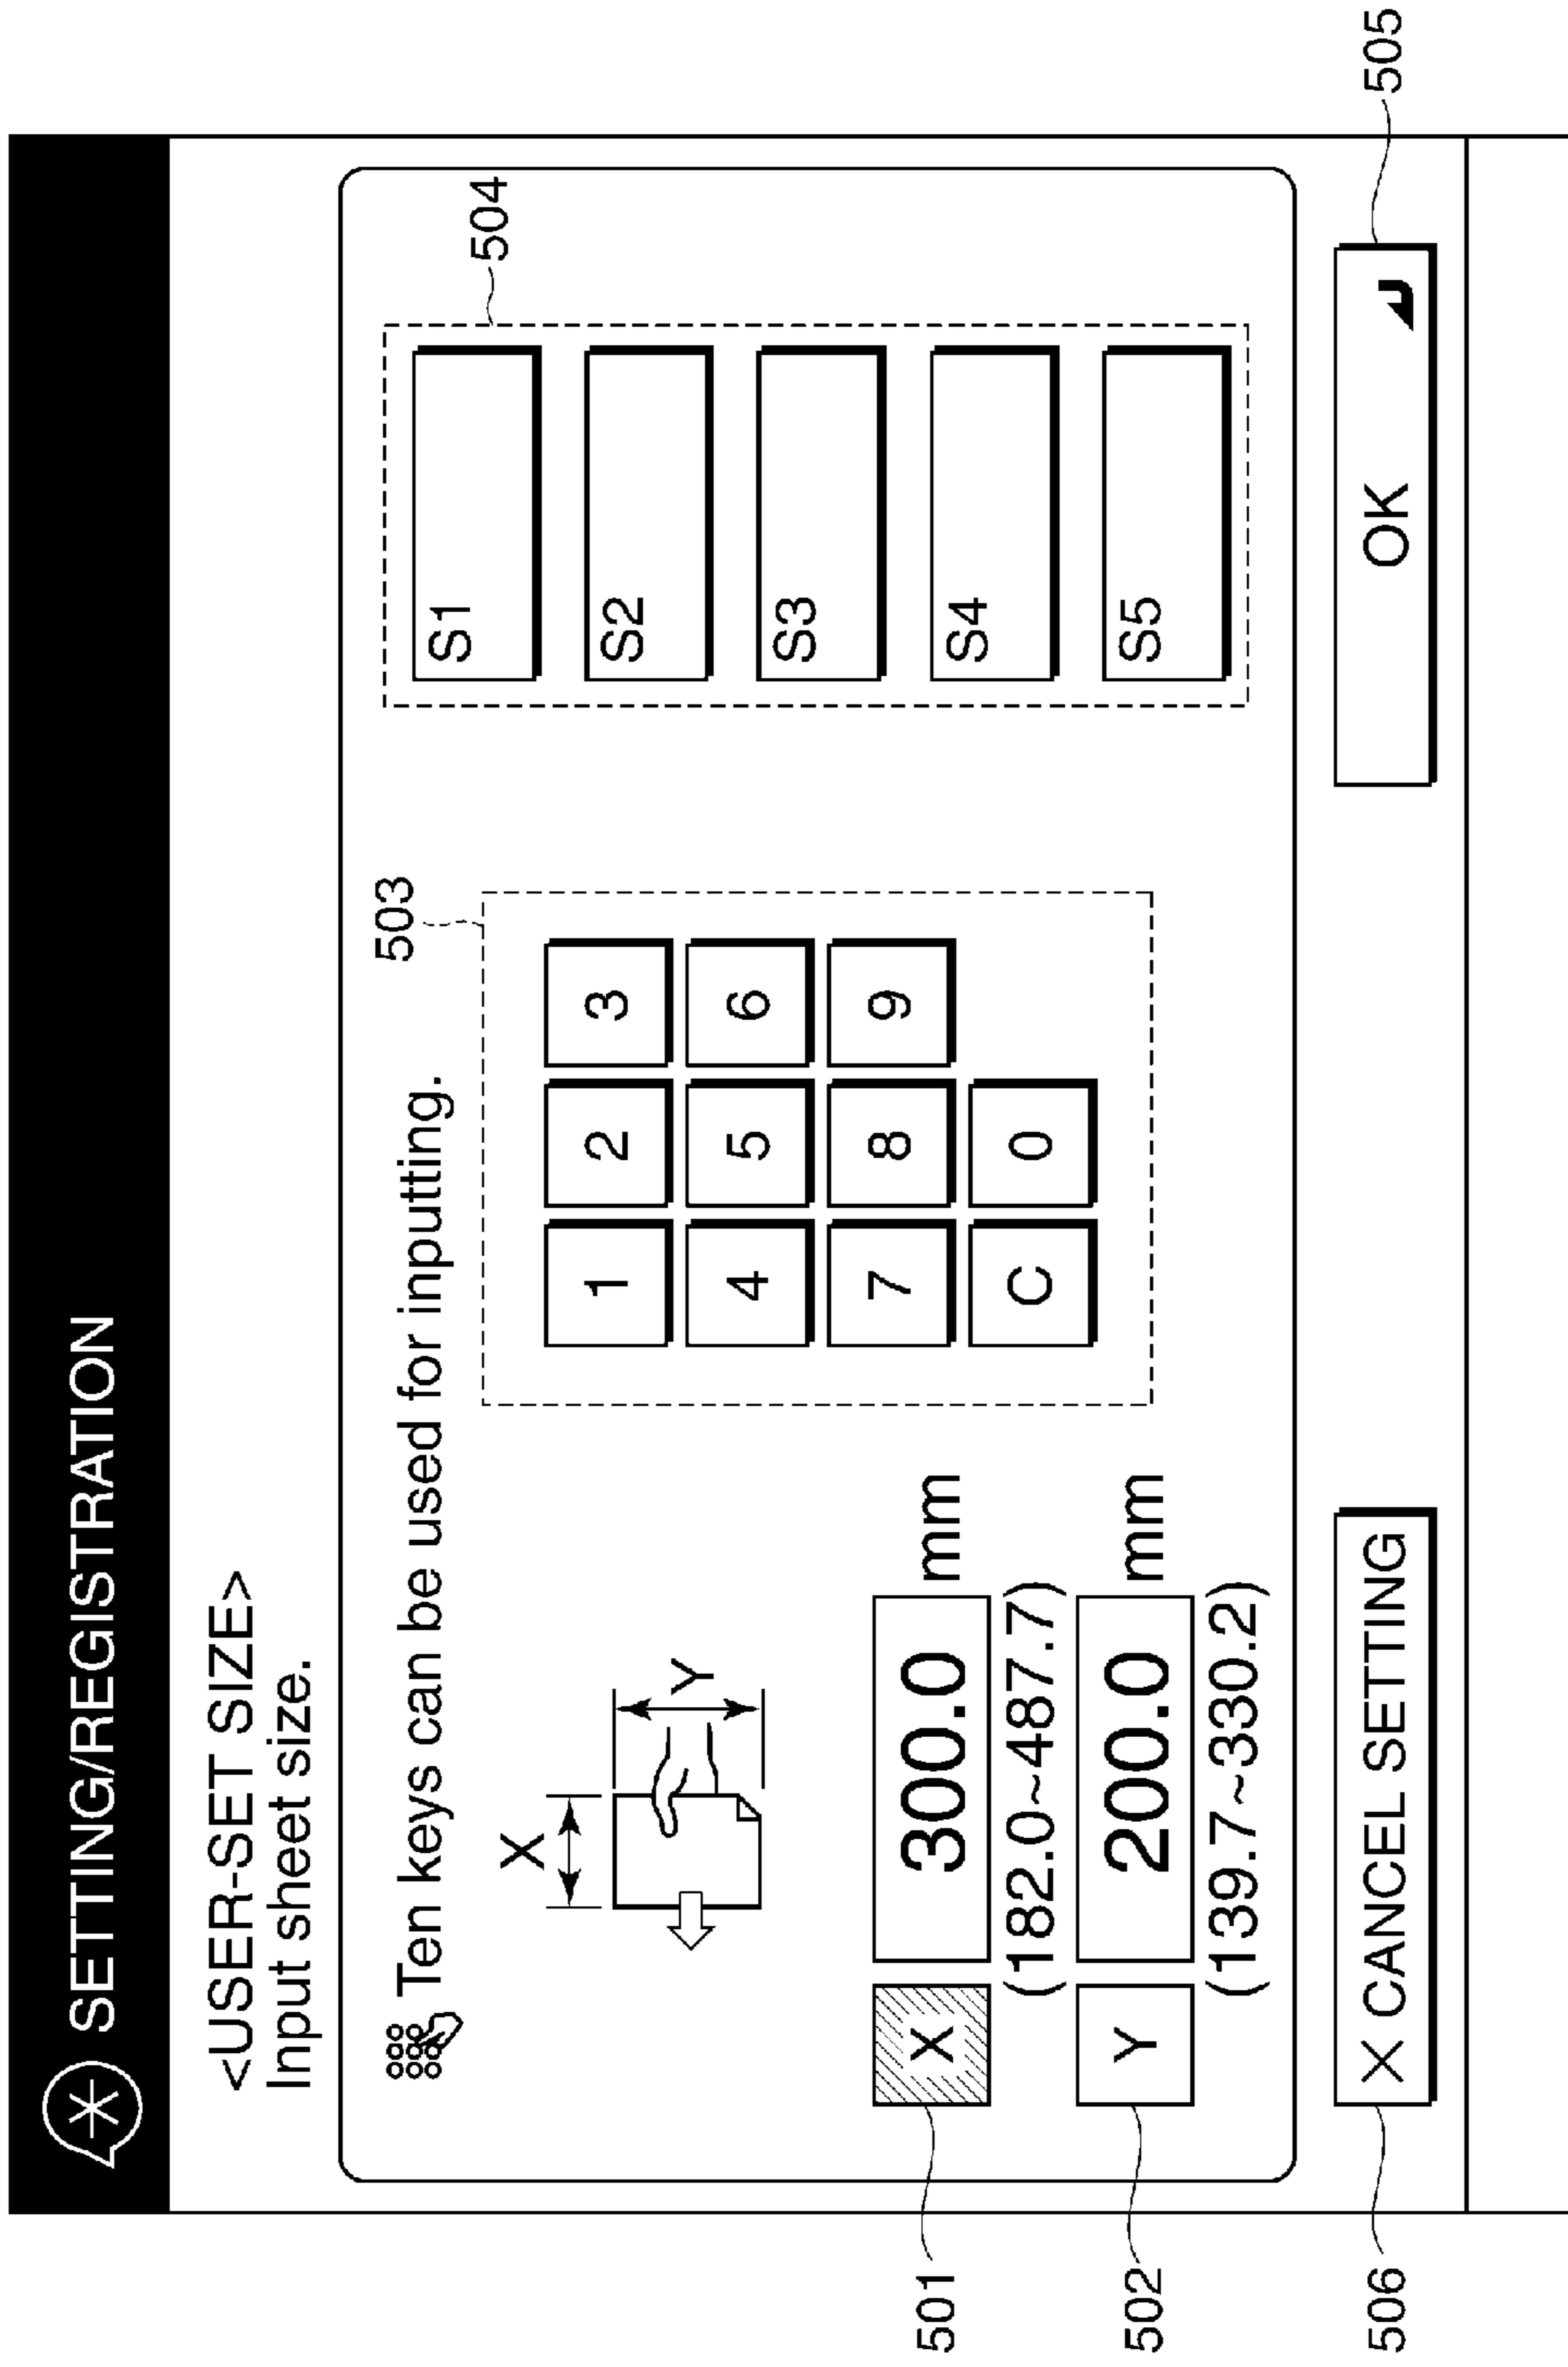 SETTING/REGISTRATION
<USER-SET SIZE>
Input sheet size.
Ten keys can be used for inputting.
503
504
X
Y
1 2 3
4 5 6
7 8 9
C 0
S1
S2
S3
S4
S5
501
X 300.0 mm
(182.0~487.7)
502
Y 200.0 mm
(139.7~330.2)
506
X CANCEL SETTING
OK
505